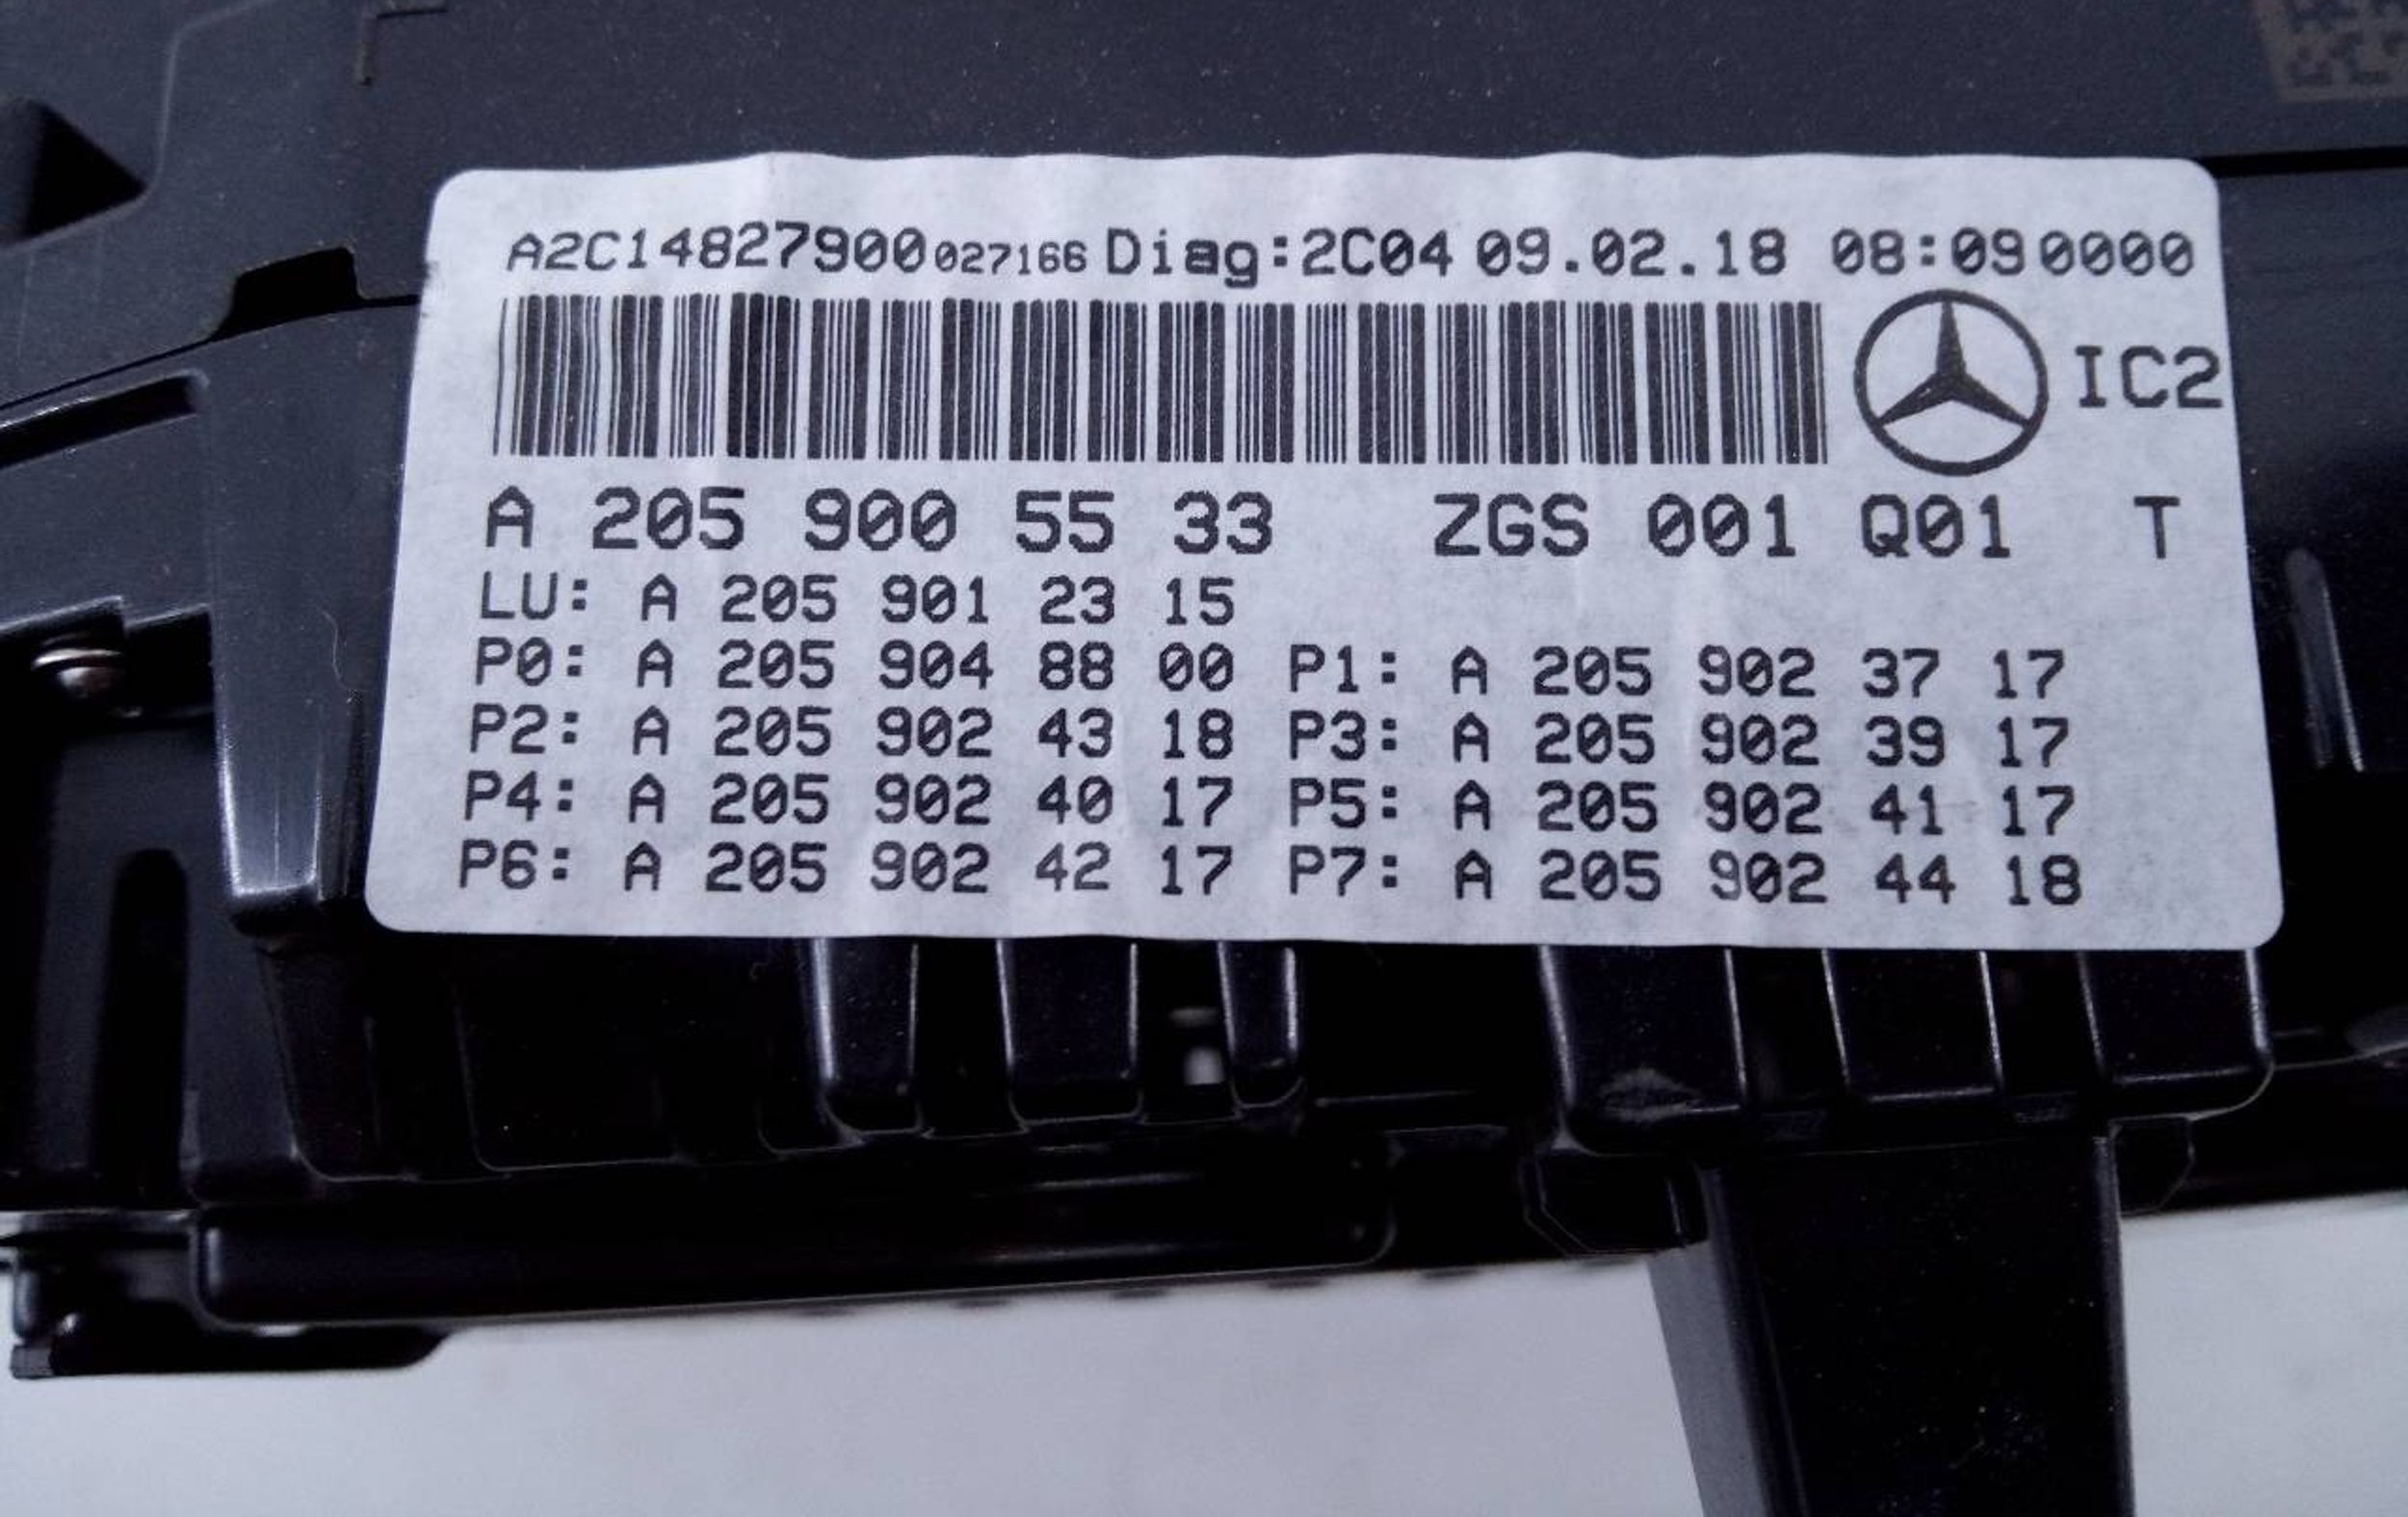 A2C14827900027166 Diag:2C04 09.02.18 08:090000
IC2
A 205 900 55 33 ZGS 001 Q01 T
LU: A 205 901 23 15
P0: A 205 904 88 00 P1: A 205 902 37 17
P2: A 205 902 43 18 P3: A 205 902 39 17
P4: A 205 902 40 17 P5: A 205 902 41 17
P6: A 205 902 42 17 P7: A 205 902 44 18